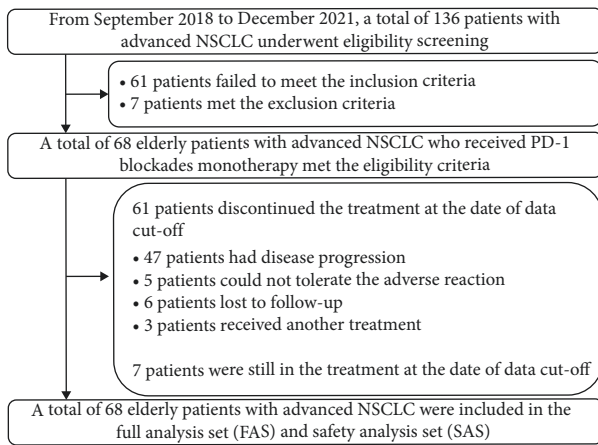 From September 2018 to December 2021, a total of 136 patients with
advanced NSCLC underwent eligibility screening
• 61 patients failed to meet the inclusion criteria
• 7 patients met the exclusion criteria
A total of 68 elderly patients with advanced NSCLC who received PD-1
blockades monotherapy met the eligibility criteria
61 patients discontinued the treatment at the date of data
cut-off
• 47 patients had disease progression
• 5 patients could not tolerate the adverse reaction
• 6 patients lost to follow-up
• 3 patients received another treatment
7 patients were still in the treatment at the date of data cut-off
A total of 68 elderly patients with advanced NSCLC were included in the
full analysis set (FAS) and safety analysis set (SAS)